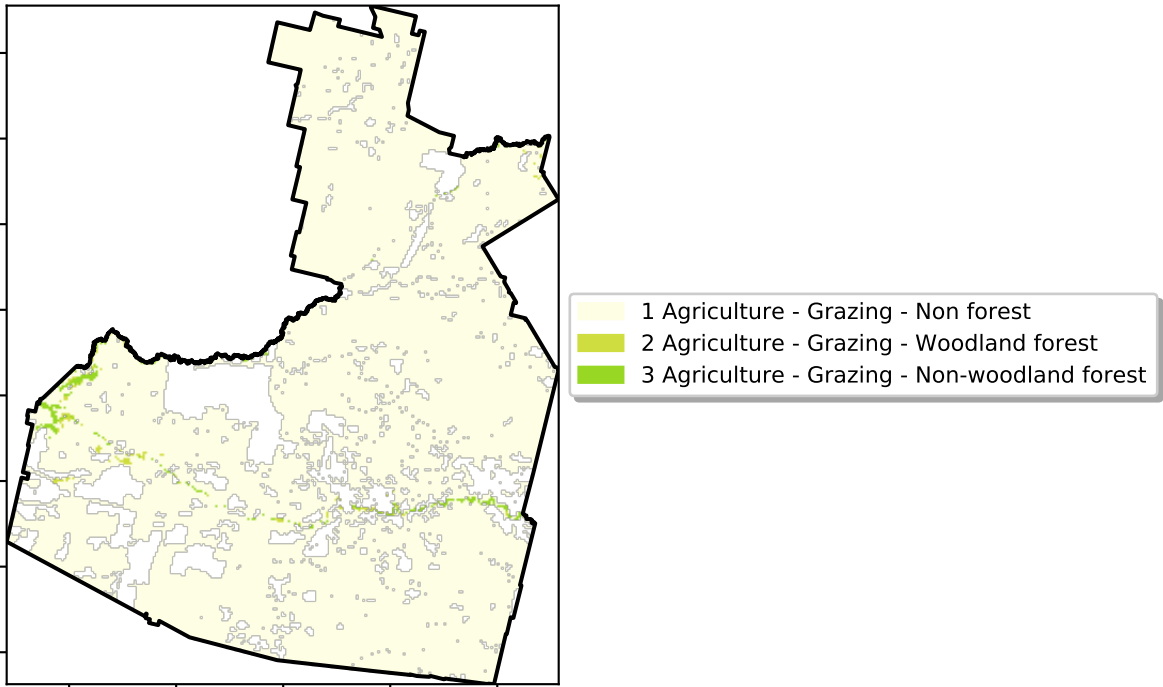 1 Agriculture - Grazing - Non forest
2 Agriculture - Grazing - Woodland forest
3 Agriculture - Grazing - Non-woodland forest